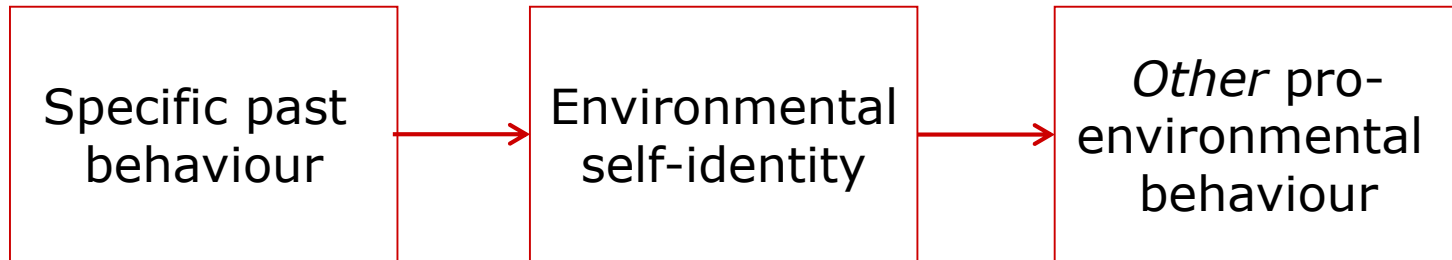 Specific past
behaviour
Environmental
self-identity
Other pro-
environmental
behaviour